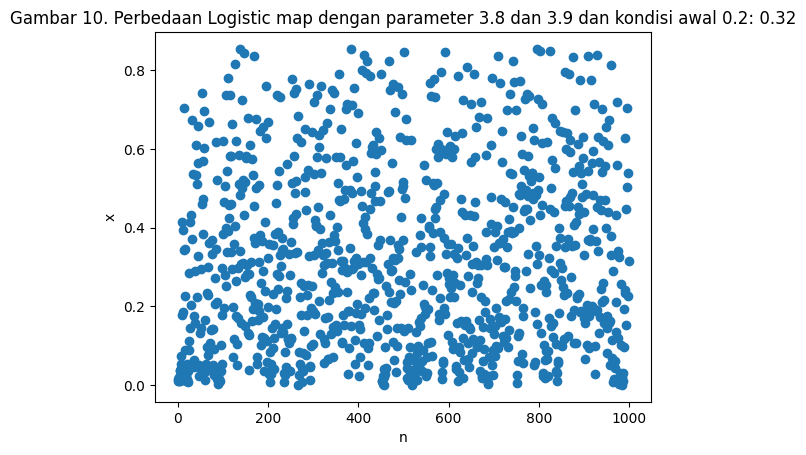 Gambar 10. Perbedaan Logistic map dengan parameter 3.8 dan 3.9 dan kondisi awal 0.2: 0.32
0.8
0.6
0.4
0.2
0.0
x
0 200 400 600 800 1000
n